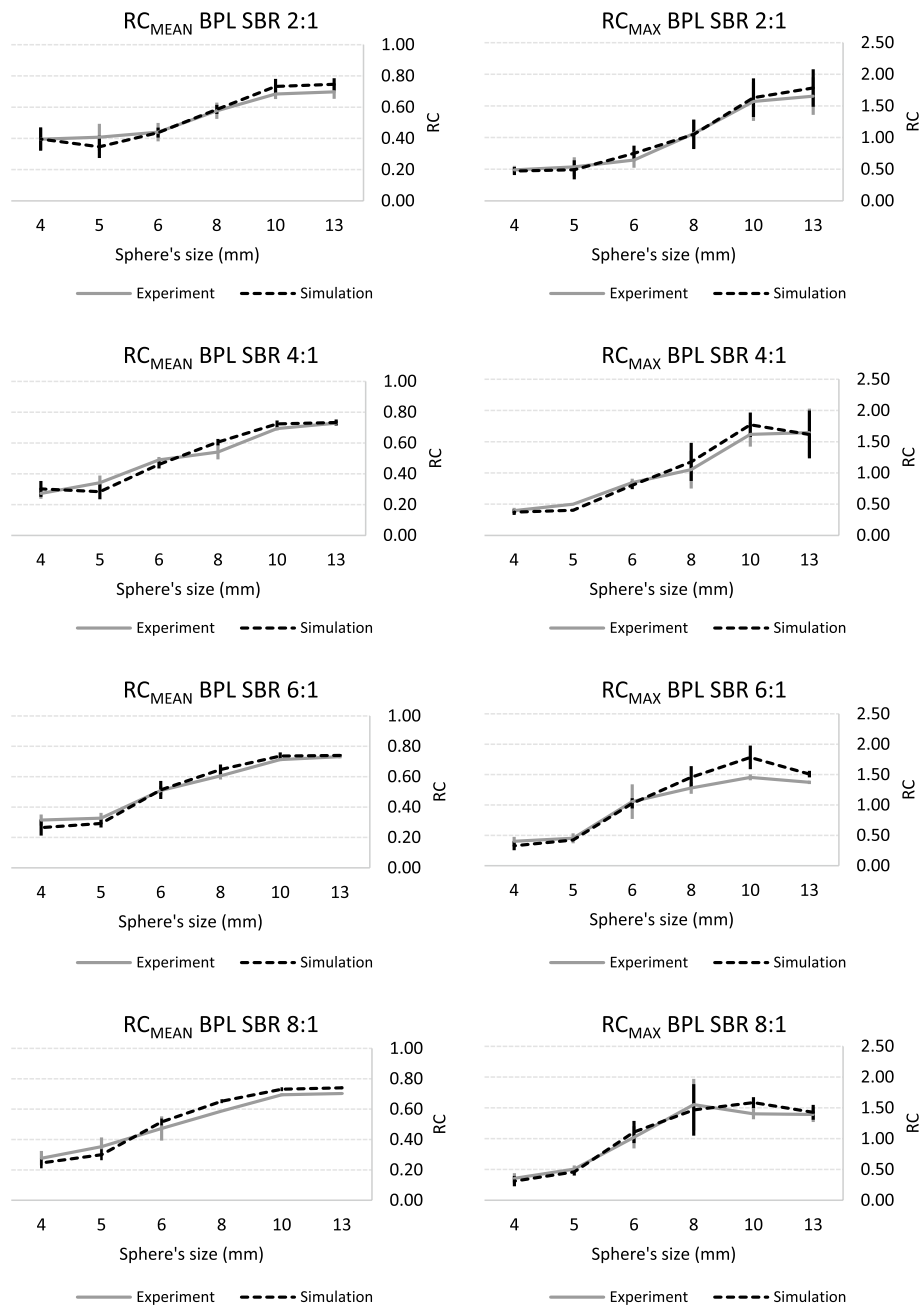 RCMEAN BPL SBR 2:1
1.00
0.80
0.60
0.40
0.20
0.00
RC
4 5 6 8 10 13
Sphere's size (mm)
Experiment Simulation
RCMAX BPL SBR 2:1
2.50
2.00
1.50
1.00
0.50
0.00
RC
4 5 6 8 10 13
Sphere's size (mm)
Experiment Simulation
RCMEAN BPL SBR 4:1
1.00
0.80
0.60
0.40
0.20
0.00
RC
4 5 6 8 10 13
Sphere's size (mm)
Experiment Simulation
RCMAX BPL SBR 4:1
2.50
2.00
1.50
1.00
0.50
0.00
RC
4 5 6 8 10 13
Sphere's size (mm)
Experiment Simulation
RCMEAN BPL SBR 6:1
1.00
0.80
0.60
0.40
0.20
0.00
RC
4 5 6 8 10 13
Sphere's size (mm)
Experiment Simulation
RCMAX BPL SBR 6:1
2.50
2.00
1.50
1.00
0.50
0.00
RC
4 5 6 8 10 13
Sphere's size (mm)
Experiment Simulation
RCMEAN BPL SBR 8:1
1.00
0.80
0.60
0.40
0.20
0.00
RC
4 5 6 8 10 13
Sphere's size (mm)
Experiment Simulation
RCMAX BPL SBR 8:1
2.50
2.00
1.50
1.00
0.50
0.00
RC
4 5 6 8 10 13
Sphere's size (mm)
Experiment Simulation